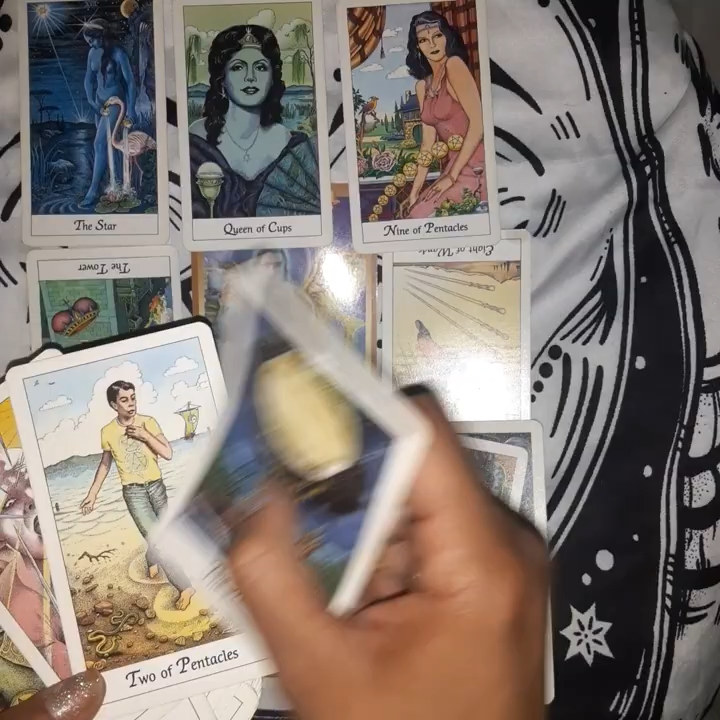 The Star
Queen of Cups
Nine of Pentacles
The Tower
Eight of Wands
Two of Pentacles